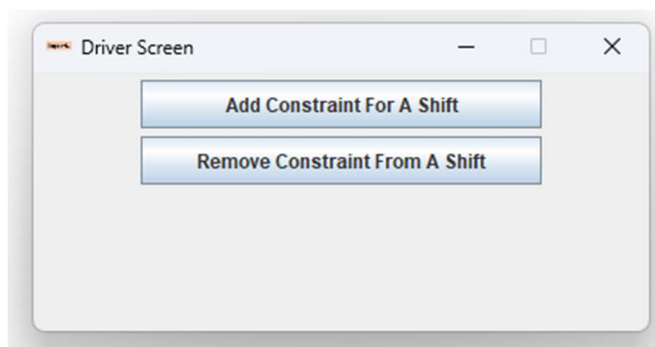 Driver Screen
Add Constraint For A Shift
Remove Constraint From A Shift